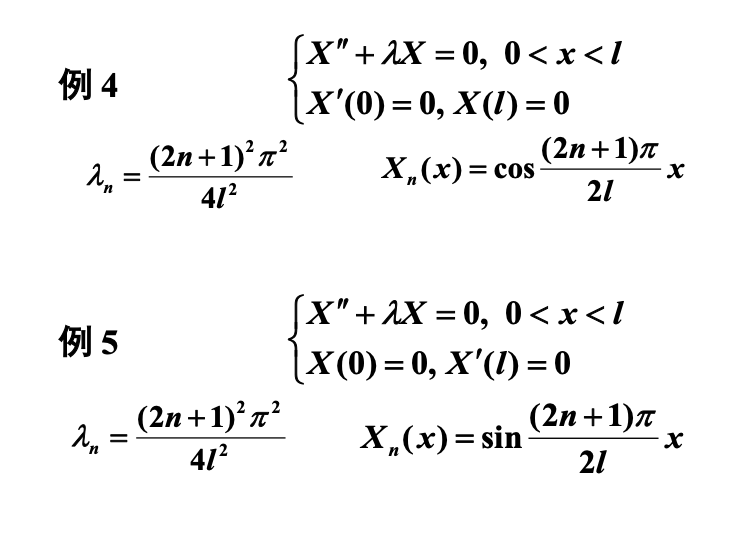 例 4
X″ + λX = 0, 0 < x < l
X′(0) = 0, X(l) = 0
λₙ = (2n+1)²π² / 4l²  Xₙ(x) = cos (2n+1)π / 2l x
例 5
X″ + λX = 0, 0 < x < l
X(0) = 0, X′(l) = 0
λₙ = (2n+1)²π² / 4l²  Xₙ(x) = sin (2n+1)π / 2l x